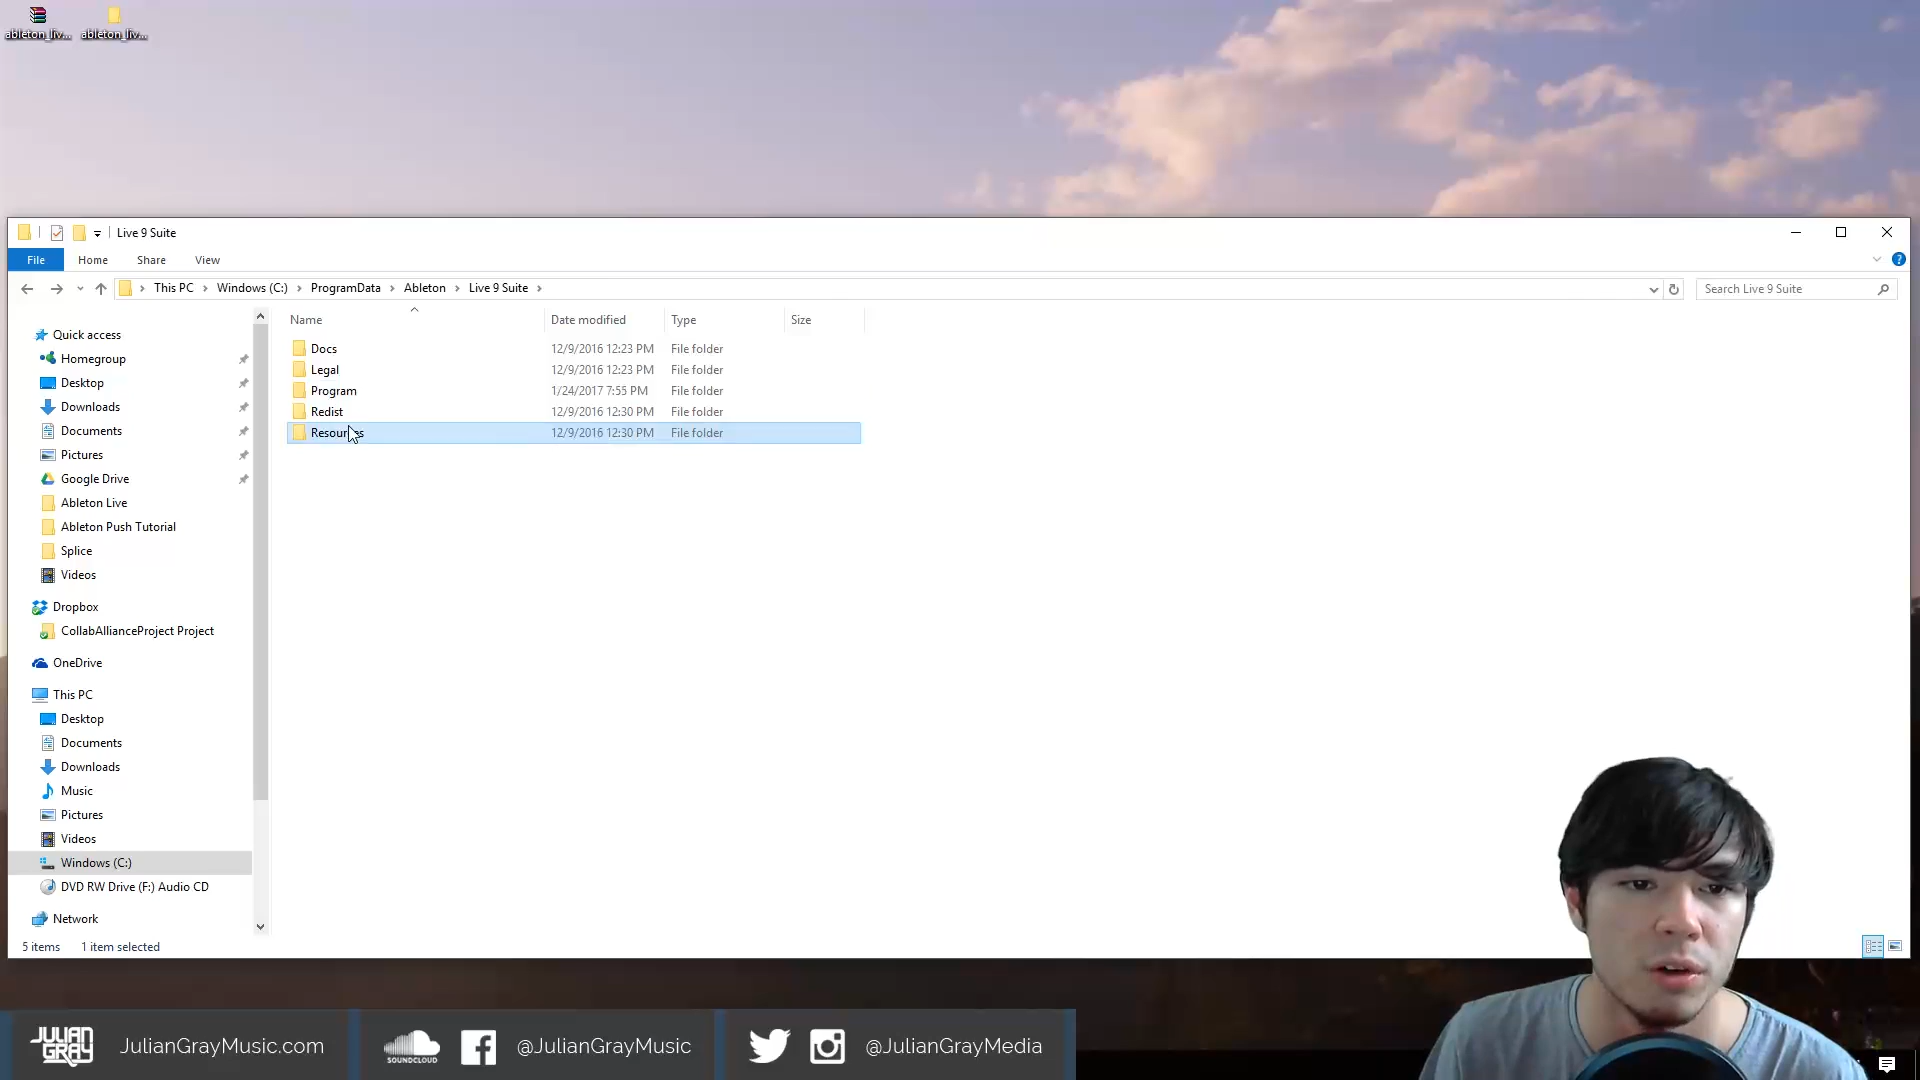 ableton_liv... ableton_liv...
Live 9 Suite
File Home Share View
This PC Windows (C:) ProgramData Ableton Live 9 Suite
Search Live 9 Suite
Name Date modified Type Size
Docs 12/9/2016 12:23 PM File folder
Legal 12/9/2016 12:23 PM File folder
Program 1/24/2017 7:55 PM File folder
Redist 12/9/2016 12:30 PM File folder
Resources 12/9/2016 12:30 PM File folder
Quick access
Homegroup
Desktop
Downloads
Documents
Pictures
Google Drive
Ableton Live
Ableton Push Tutorial
Splice
Videos
Dropbox
CollabAllianceProject Project
OneDrive
This PC
Desktop
Documents
Downloads
Music
Pictures
Videos
Windows (C:)
DVD RW Drive (F:) Audio CD
Network
5 items 1 item selected
JULIAN
GRAY
JulianGrayMusic.com
SOUNDCLOUD
@JulianGrayMusic
@JulianGrayMedia